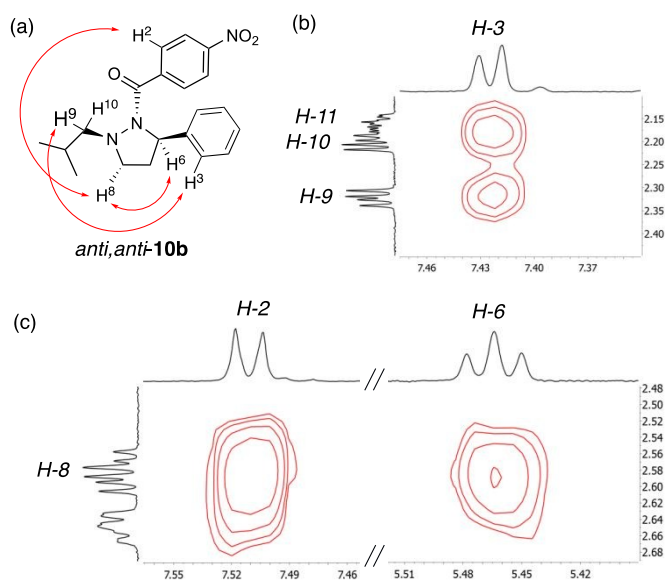 (a)
H2
NO2
O
H9
H10
N
N
H6
H8
H3
anti,anti-10b
(b)
H-3
H-11
H-10
H-9
2.15
2.20
2.25
2.30
2.35
2.40
7.46
7.43
7.40
7.37
(c)
H-2
H-6
//
H-8
2.48
2.50
2.52
2.54
2.56
2.58
2.60
2.62
2.64
2.66
2.68
//
7.55
7.52
7.49
7.46
5.51
5.48
5.45
5.42